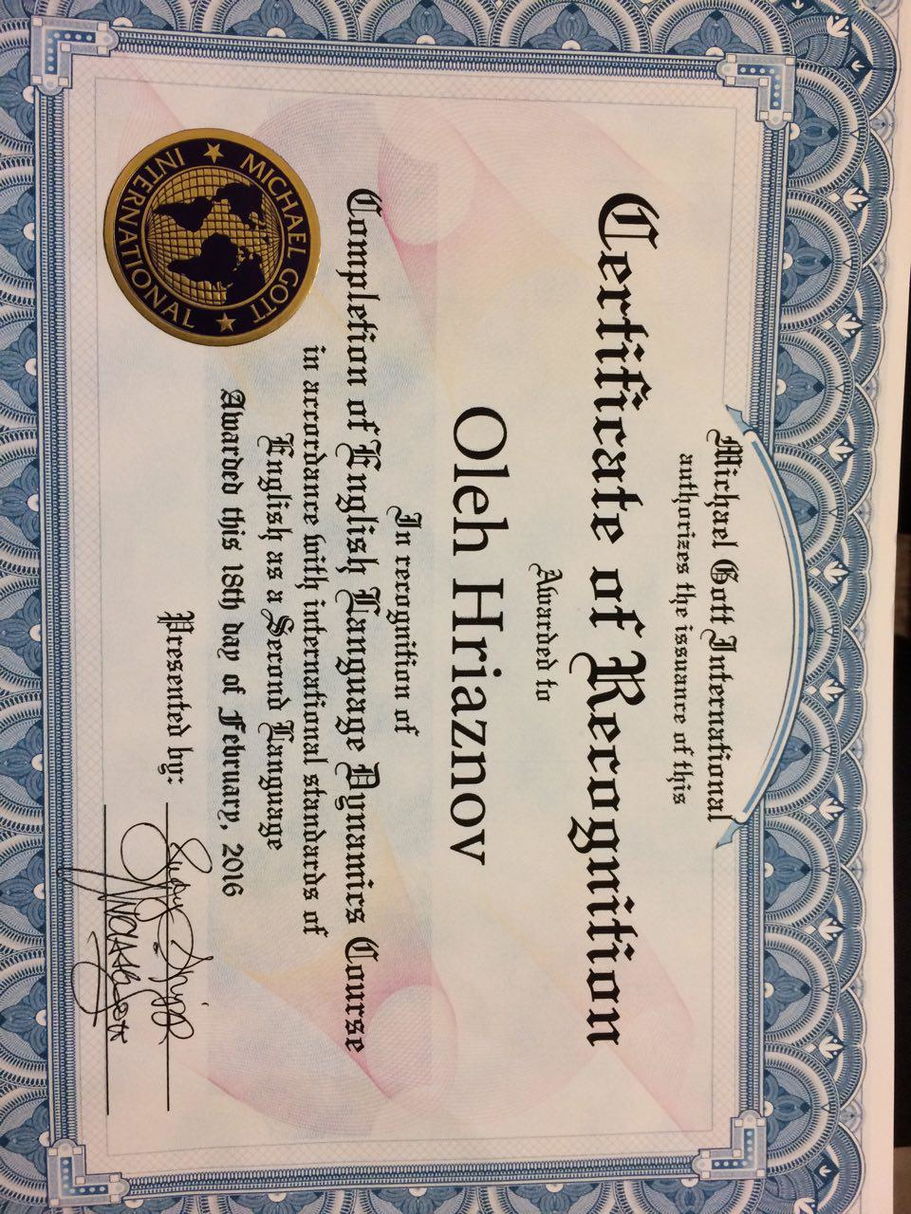 Michael Gott International
authorizes the issuance of this
Certificate of Recognition
Awarded to
Oleh Hriaznov
In recognition of
Completion of English Language Dynamics Course
in accordance with international standards of
English as a Second Language
Awarded this 18th day of February, 2016
Presented by:
MICHAEL GOTT
INTERNATIONAL